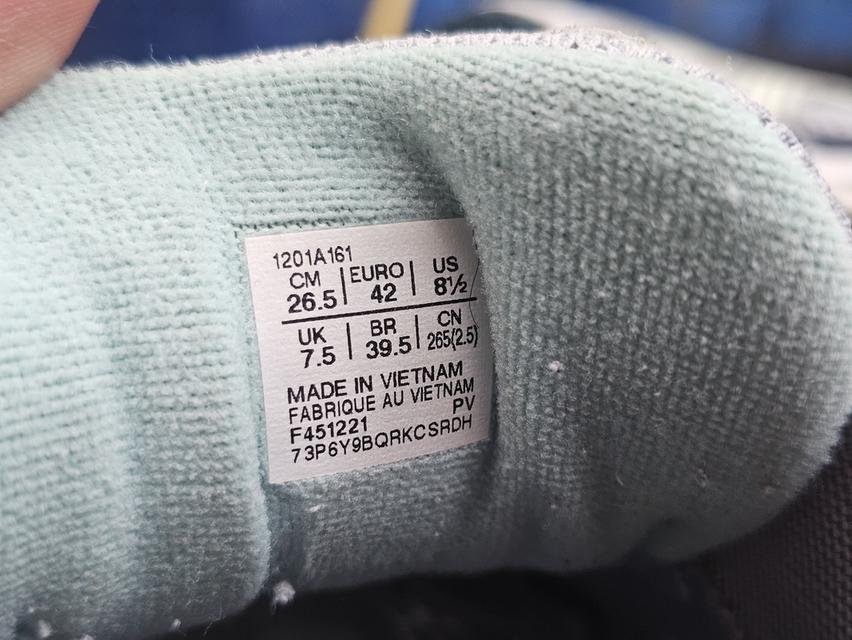 1201A161
CM | EURO | US
26.5 | 42 | 8½
UK | BR | CN
7.5 | 39.5 | 265(2.5)
MADE IN VIETNAM
FABRIQUE AU VIETNAM
F451221 PV
73P6Y9BQRKCSRDH